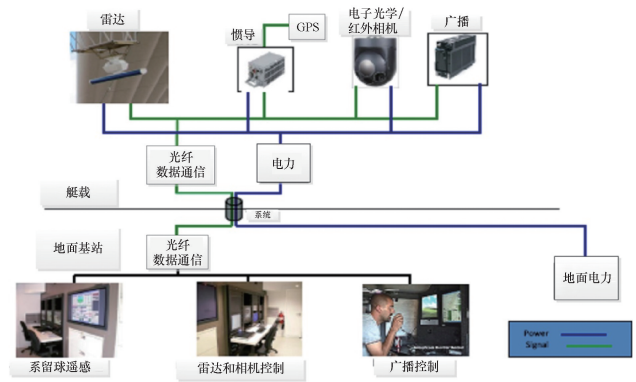 雷达
惯导
GPS
电子光学/
红外相机
广播
光纤
数据通信
电力
艇载
系统
地面基站
光纤
数据通信
地面电力
系留球遥感
雷达和相机控制
广播控制
Power
Signal